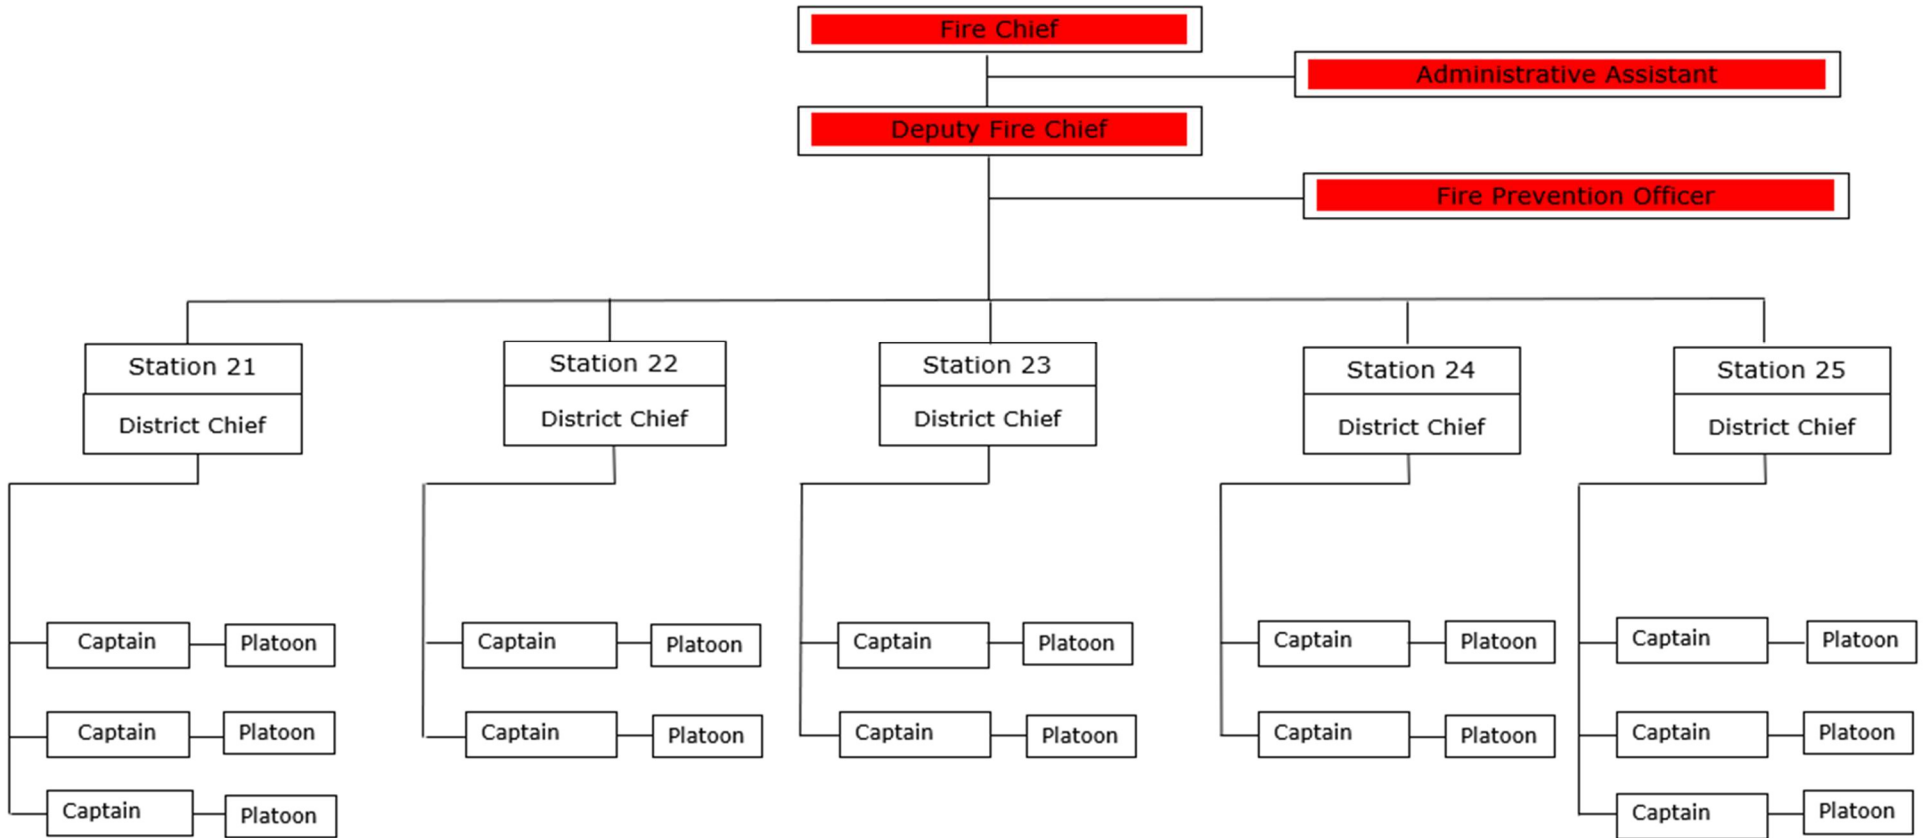 Fire Chief
Administrative Assistant
Deputy Fire Chief
Fire Prevention Officer
Station 21
District Chief
Station 22
District Chief
Station 23
District Chief
Station 24
District Chief
Station 25
District Chief
Captain
Platoon
Captain
Platoon
Captain
Platoon
Captain
Platoon
Captain
Platoon
Captain
Platoon
Captain
Platoon
Captain
Platoon
Captain
Platoon
Captain
Platoon
Captain
Platoon
Captain
Platoon